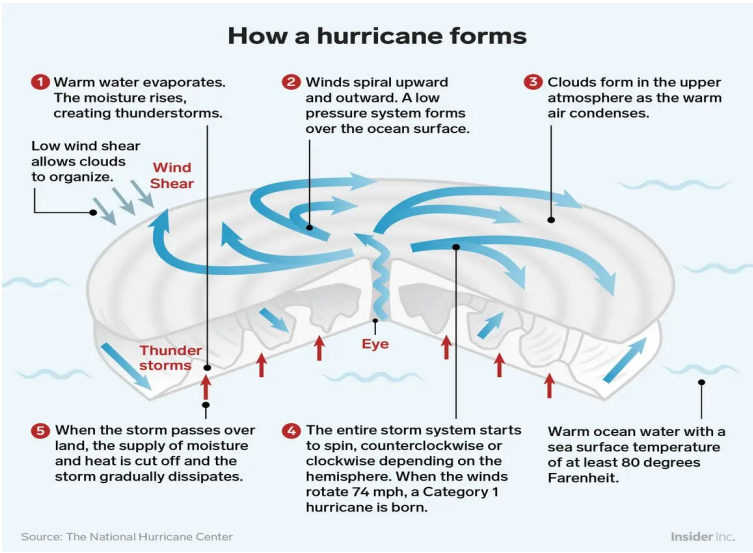 How a hurricane forms
1 Warm water evaporates.
The moisture rises,
creating thunderstorms.
2 Winds spiral upward
and outward. A low
pressure system forms
over the ocean surface.
3 Clouds form in the upper
atmosphere as the warm
air condenses.
Low wind shear
allows clouds
to organize.
Wind
Shear
Thunder
storms
Eye
5 When the storm passes over
land, the supply of moisture
and heat is cut off and the
storm gradually dissipates.
4 The entire storm system starts
to spin, counterclockwise or
clockwise depending on the
hemisphere. When the winds
rotate 74 mph, a Category 1
hurricane is born.
Warm ocean water with a
sea surface temperature
of at least 80 degrees
Farenheit.
Source: The National Hurricane Center
Insider Inc.